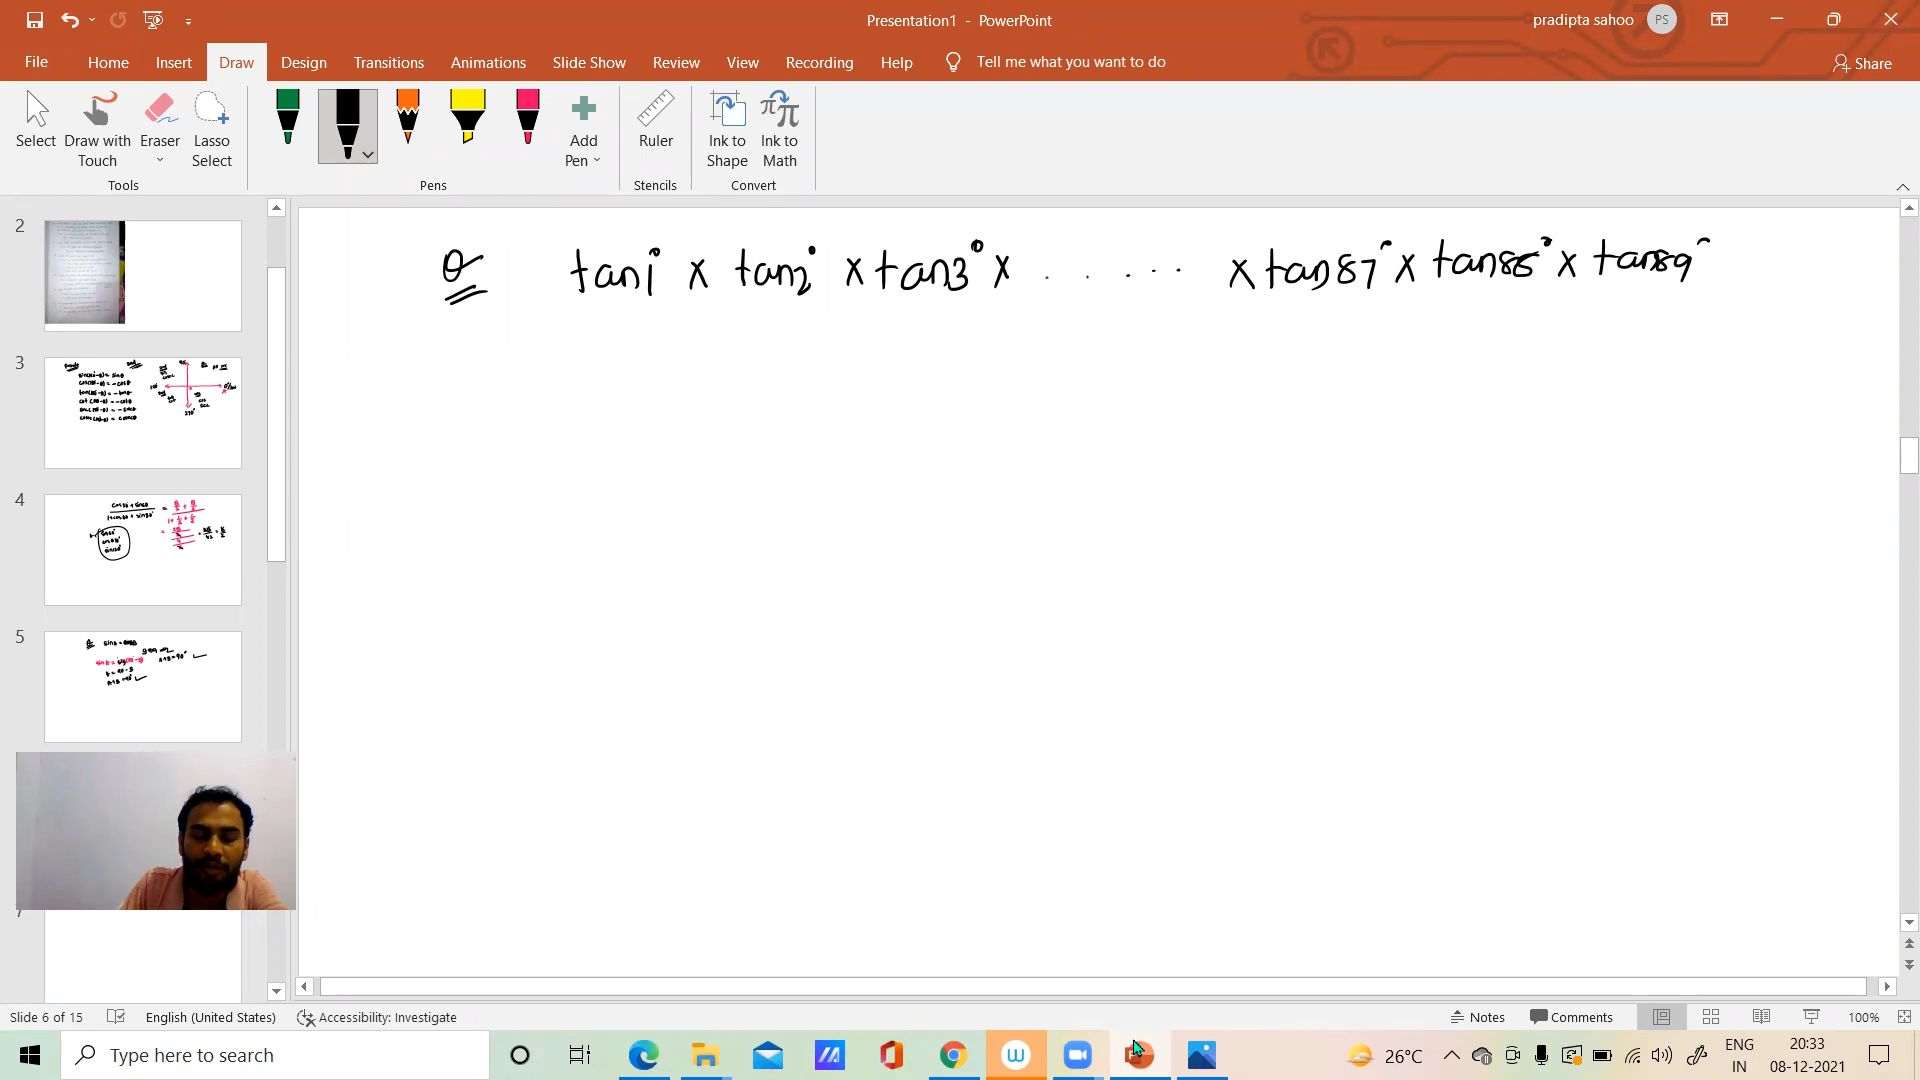 Presentation1 - PowerPoint
pradipta sahoo PS
File Home Insert Draw Design Transitions Animations Slide Show Review View Recording Help Tell me what you want to do Share
Select Draw with Touch Eraser Lasso Select
Tools
Add Pen
Pens
Ruler
Stencils
Ink to Shape Ink to Math
Convert
Q tan1° × tan2° × tan3° × . . . . . × tan87° × tan88° × tan89°
2
3
4
5
7
Slide 6 of 15 English (United States) Accessibility: Investigate Notes Comments 100%
Type here to search
26°C
ENG
IN
20:33
08-12-2021